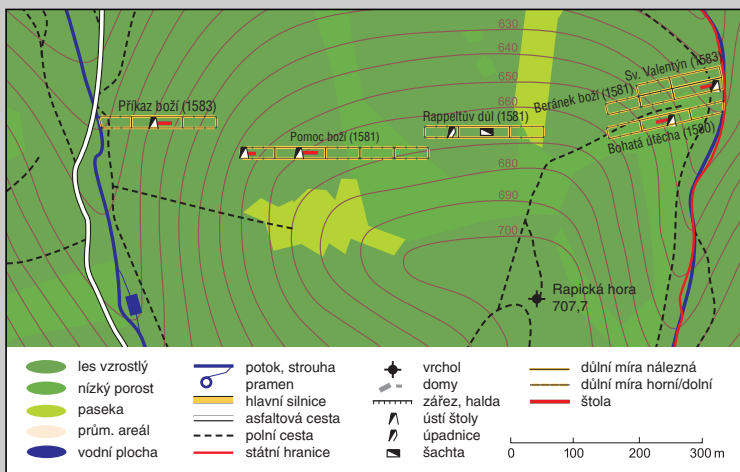 630
640
650
660
680
690
700
Sv. Valentýn (1583)
Beránek boží (1581)
Příkaz boží (1583)
Rappeltův důl (1581)
Pomoc boží (1581)
Bohatá útěcha (1580)
Rapická hora
707,7
les vzrostlý
nízký porost
paseka
prům. areál
vodní plocha
potok, strouha
pramen
hlavní silnice
asfaltová cesta
polní cesta
státní hranice
vrchol
domy
zářez, halda
ústí štoly
úpadnice
šachta
důlní míra nálezná
důlní míra horní/dolní
štola
0 100 200 300 m